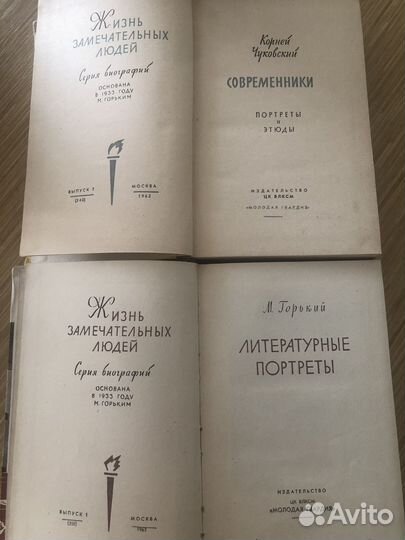 Жизнь
замечательных
людей
Серия биографий
основана
в 1933 году
М. Горьким
выпуск 7
Москва
1962
Корней
Чуковский
СОВРЕМЕННИКИ
портреты
и
этюды
издательство
ЦК ВЛКСМ
«Молодая гвардия»
Жизнь
замечательных
людей
Серия биографий
основана
в 1933 году
М. Горьким
выпуск 1
Москва
М. Горький
ЛИТЕРАТУРНЫЕ
ПОРТРЕТЫ
издательство
ЦК ВЛКСМ
«Молодая гвардия»
Avito